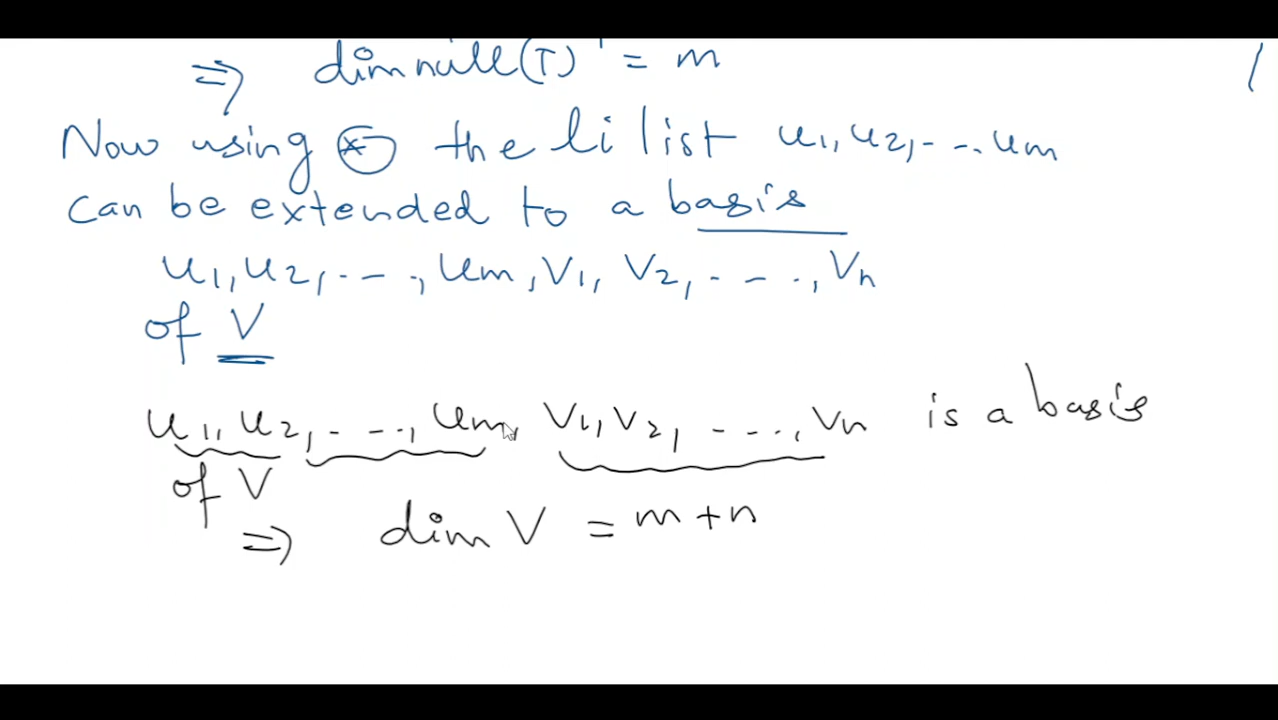 ⇒ dim null(T) = m
Now using ⊛ the li list u1, u2, - -, um
can be extended to a basis
u1, u2, - - -, um, v1, v2, - - -, vn
of V
u1, u2, - - -, um, v1, v2, - - -, vn is a basis
of V
⇒ dim V = m+n